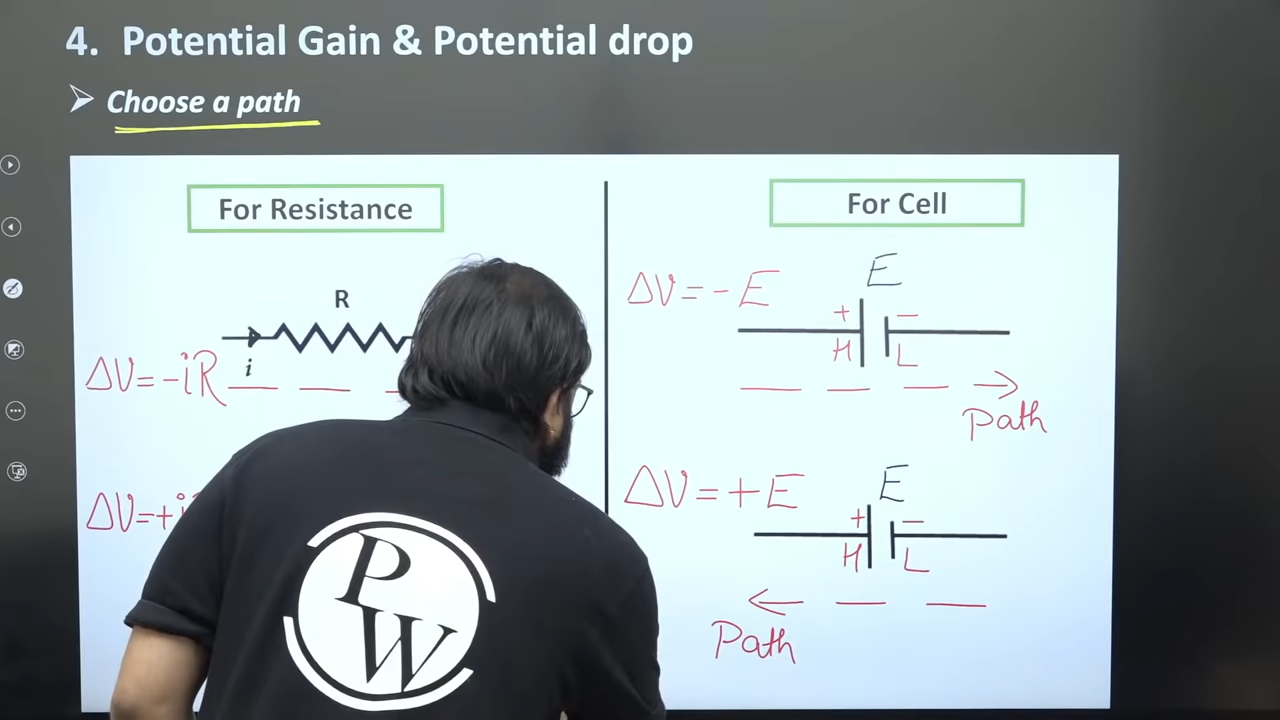 4. Potential Gain & Potential drop
Choose a path
For Resistance
R
i
ΔV=-iR
ΔV=+i
For Cell
ΔV=-E
E
+ −
H L
Path
ΔV=+E
E
+ −
H L
Path
PW